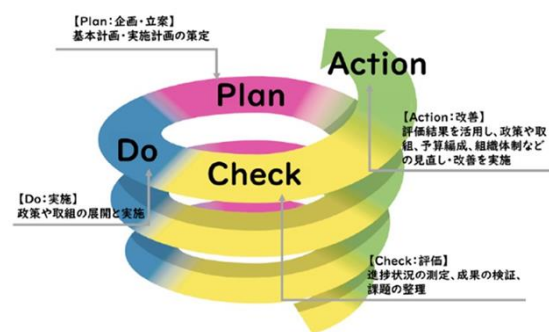 【Plan:企画・立案】
基本計画・実施計画の策定
Action
Plan
Do
Check
【Action:改善】
評価結果を活用し、政策や取
組、予算編成、組織体制などの
見直し・改善を実施
【Do:実施】
政策や取組の展開と実施
【Check:評価】
進捗状況の測定、成果の検証、
課題の整理